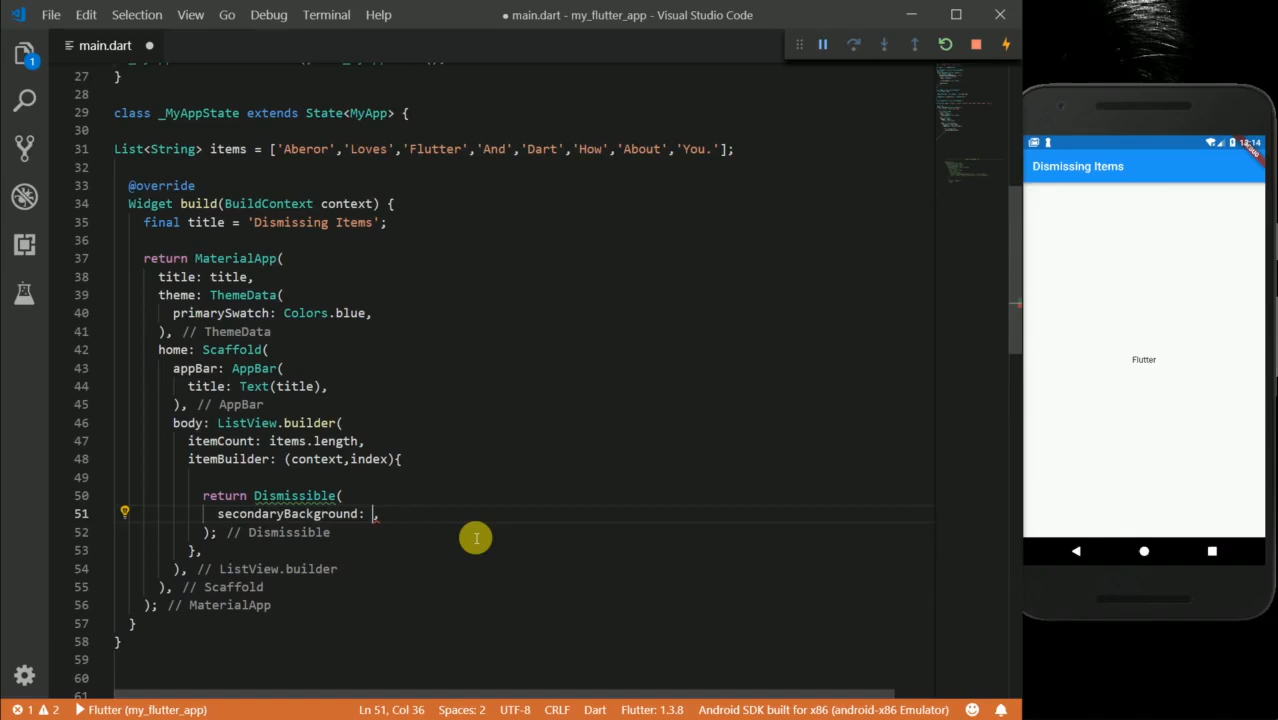 File Edit Selection View Go Debug Terminal Help
● main.dart - my_flutter_app - Visual Studio Code
main.dart ●
1
27 }
28
29 class _MyAppState extends State<MyApp> {
30
31 List<String> items = ['Aberor','Loves','Flutter','And','Dart','How','About','You.'];
32
33 @override
34 Widget build(BuildContext context) {
35 final title = 'Dismissing Items';
36
37 return MaterialApp(
38 title: title,
39 theme: ThemeData(
40 primarySwatch: Colors.blue,
41 ), // ThemeData
42 home: Scaffold(
43 appBar: AppBar(
44 title: Text(title),
45 ), // AppBar
46 body: ListView.builder(
47 itemCount: items.length,
48 itemBuilder: (context,index){
49
50 return Dismissible(
51 secondaryBackground: ,
52 ); // Dismissible
53 },
54 ), // ListView.builder
55 ), // Scaffold
56 ); // MaterialApp
57 }
58 }
59
60
61
12:14
Dismissing Items
Flutter
1 2 Flutter (my_flutter_app) Ln 51, Col 36 Spaces: 2 UTF-8 CRLF Dart Flutter: 1.3.8 Android SDK built for x86 (android-x86 Emulator)